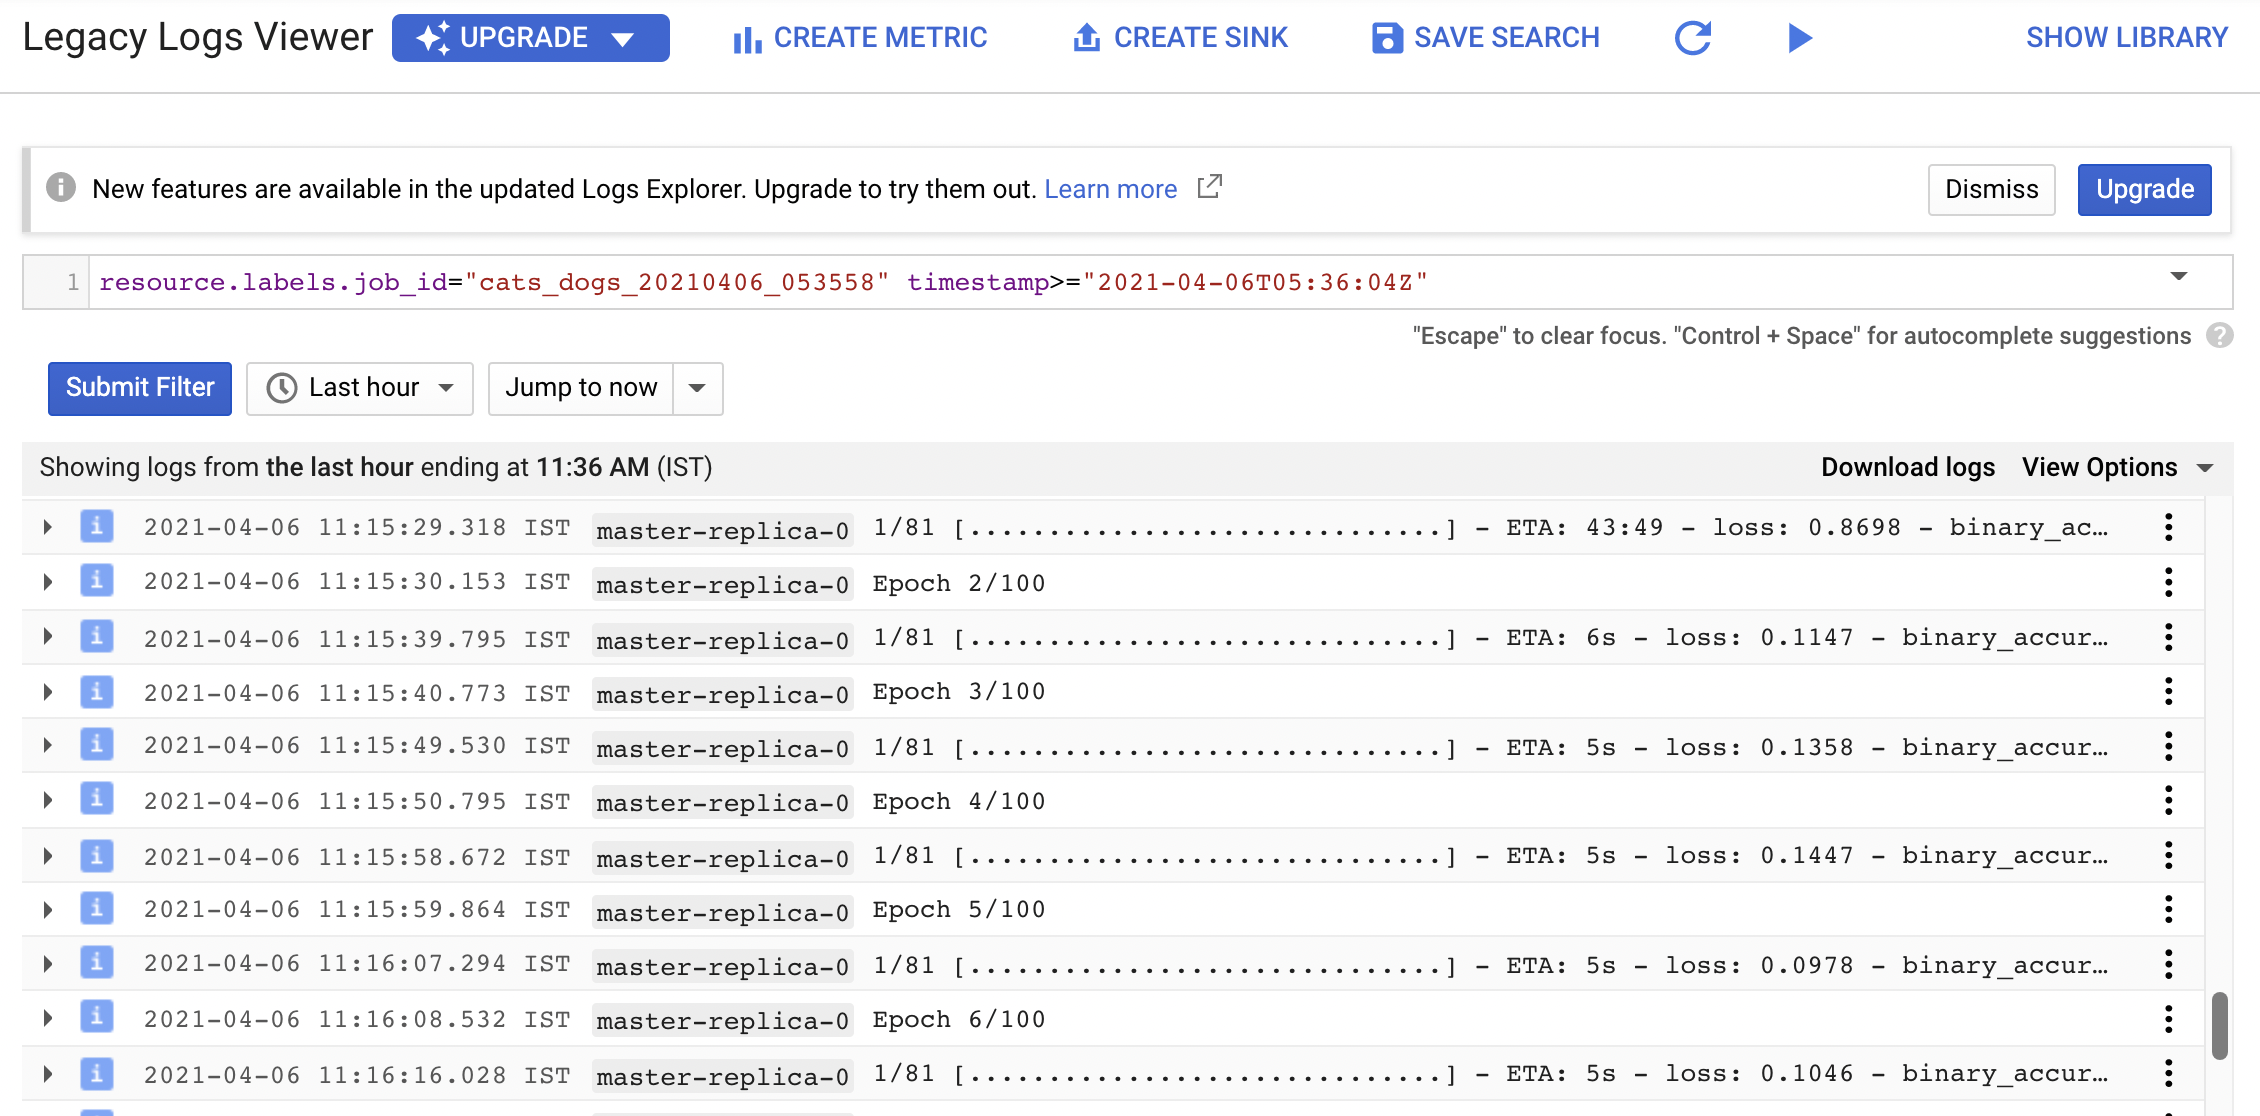 Legacy Logs Viewer UPGRADE CREATE METRIC CREATE SINK SAVE SEARCH SHOW LIBRARY
New features are available in the updated Logs Explorer. Upgrade to try them out. Learn more Dismiss Upgrade
1 resource.labels.job_id="cats_dogs_20210406_053558" timestamp>="2021-04-06T05:36:04Z"
"Escape" to clear focus. "Control + Space" for autocomplete suggestions ?
Submit Filter Last hour Jump to now
Showing logs from the last hour ending at 11:36 AM (IST) Download logs View Options
i 2021-04-06 11:15:29.318 IST master-replica-0 1/81 [..............................] - ETA: 43:49 - loss: 0.8698 - binary_ac…
i 2021-04-06 11:15:30.153 IST master-replica-0 Epoch 2/100
i 2021-04-06 11:15:39.795 IST master-replica-0 1/81 [..............................] - ETA: 6s - loss: 0.1147 - binary_accur…
i 2021-04-06 11:15:40.773 IST master-replica-0 Epoch 3/100
i 2021-04-06 11:15:49.530 IST master-replica-0 1/81 [..............................] - ETA: 5s - loss: 0.1358 - binary_accur…
i 2021-04-06 11:15:50.795 IST master-replica-0 Epoch 4/100
i 2021-04-06 11:15:58.672 IST master-replica-0 1/81 [..............................] - ETA: 5s - loss: 0.1447 - binary_accur…
i 2021-04-06 11:15:59.864 IST master-replica-0 Epoch 5/100
i 2021-04-06 11:16:07.294 IST master-replica-0 1/81 [..............................] - ETA: 5s - loss: 0.0978 - binary_accur…
i 2021-04-06 11:16:08.532 IST master-replica-0 Epoch 6/100
i 2021-04-06 11:16:16.028 IST master-replica-0 1/81 [..............................] - ETA: 5s - loss: 0.1046 - binary_accur…